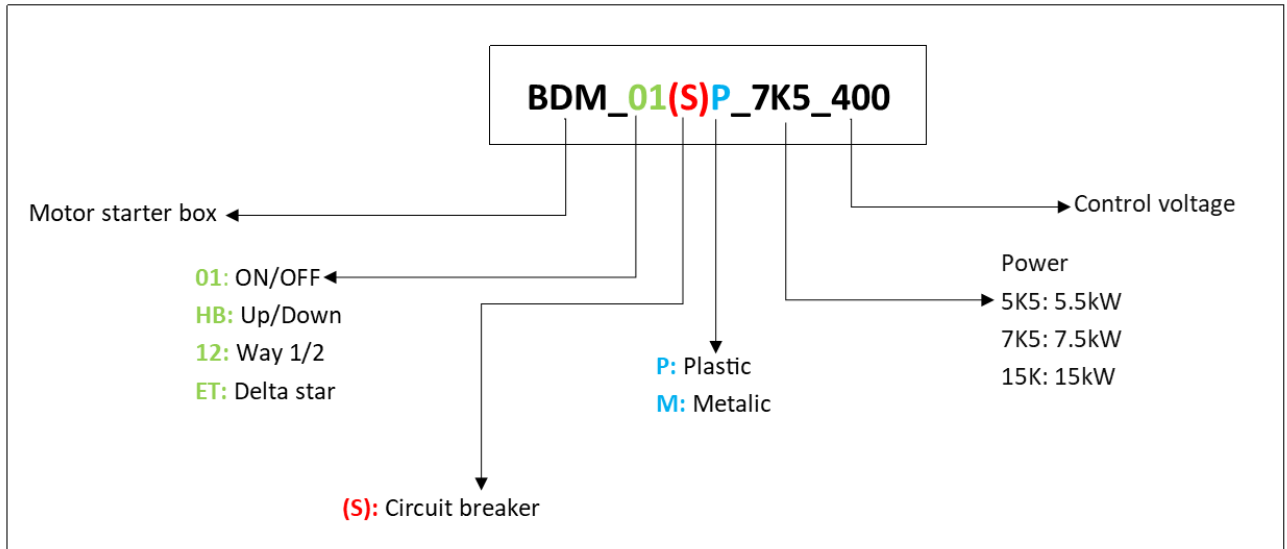 BDM_01(S)P_7K5_400
Motor starter box
Control voltage
01: ON/OFF
HB: Up/Down
12: Way 1/2
ET: Delta star
Power
5K5: 5.5kW
7K5: 7.5kW
15K: 15kW
P: Plastic
M: Metalic
(S): Circuit breaker